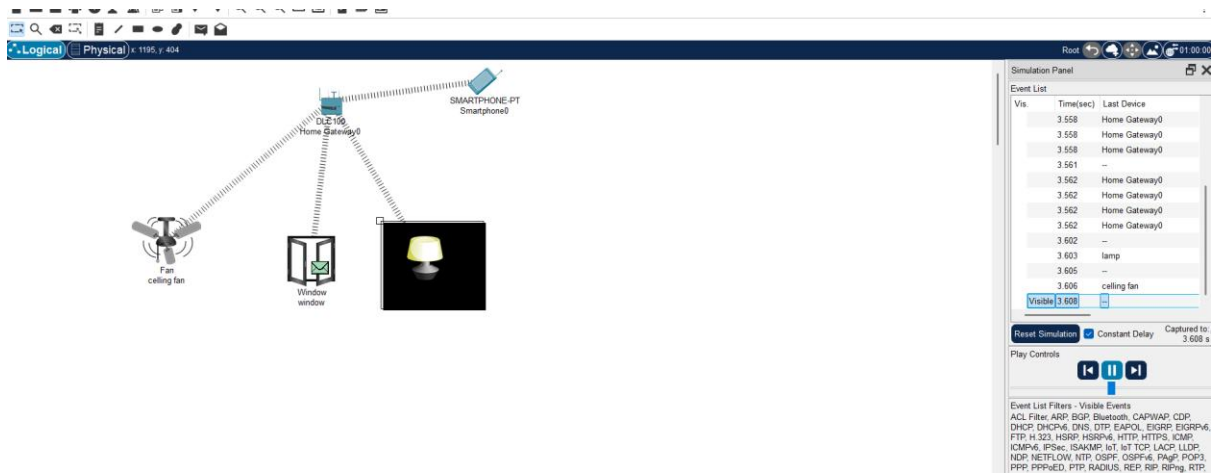 Logical Physical x: 1195, y: 404 Root 01:00:00
SMARTPHONE-PT
Smartphone0
DLC100
Home Gateway0
Fan
celling fan
Window
window
Simulation Panel
Event List
Vis. Time(sec) Last Device
3.558 Home Gateway0
3.558 Home Gateway0
3.558 Home Gateway0
3.561 --
3.562 Home Gateway0
3.562 Home Gateway0
3.562 Home Gateway0
3.562 Home Gateway0
3.602 --
3.603 lamp
3.605 --
3.606 celling fan
Visible 3.608 --
Reset Simulation Constant Delay Captured to:
3.608 s
Play Controls
Event List Filters - Visible Events
ACL Filter, ARP, BGP, Bluetooth, CAPWAP, CDP,
DHCP, DHCPv6, DNS, DTP, EAPOL, EIGRP, EIGRPv6,
FTP, H.323, HSRP, HSRPv6, HTTP, HTTPS, ICMP,
ICMPv6, IPSec, ISAKMP, IoT, IoT TCP, LACP, LLDP,
NDP, NETFLOW, NTP, OSPF, OSPFv6, PAgP, POP3,
PPP, PPPoED, PTP, RADIUS, REP, RIP, RIPng, RTP,